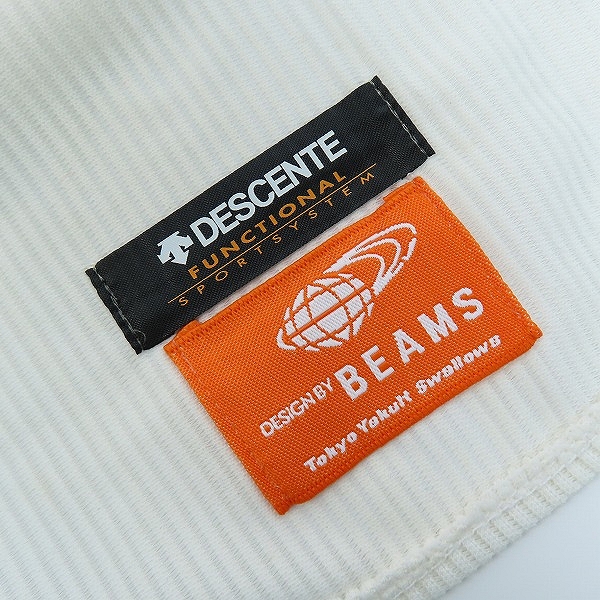 DESCENTE
FUNCTIONAL
SPORTSYSTEM
DESIGN BY BEAMS
Tokyo Yakult Swallows